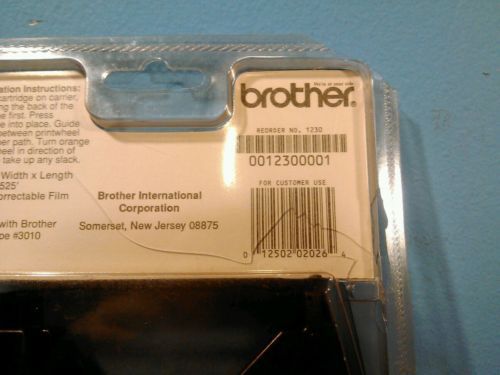 ation Instructions:
cartridge on carrier,
ng the back of the
e first. Press
e into place. Guide
between printwheel
er path. Turn orange
heel in direction of
take up any slack.
Width x Length
525'
orrectable Film
with Brother
pe #3010
Brother International
Corporation
Somerset, New Jersey 08875
We're at your side.
brother.
REORDER NO. 1230
0012300001
FOR CUSTOMER USE
0 12502 02026 4